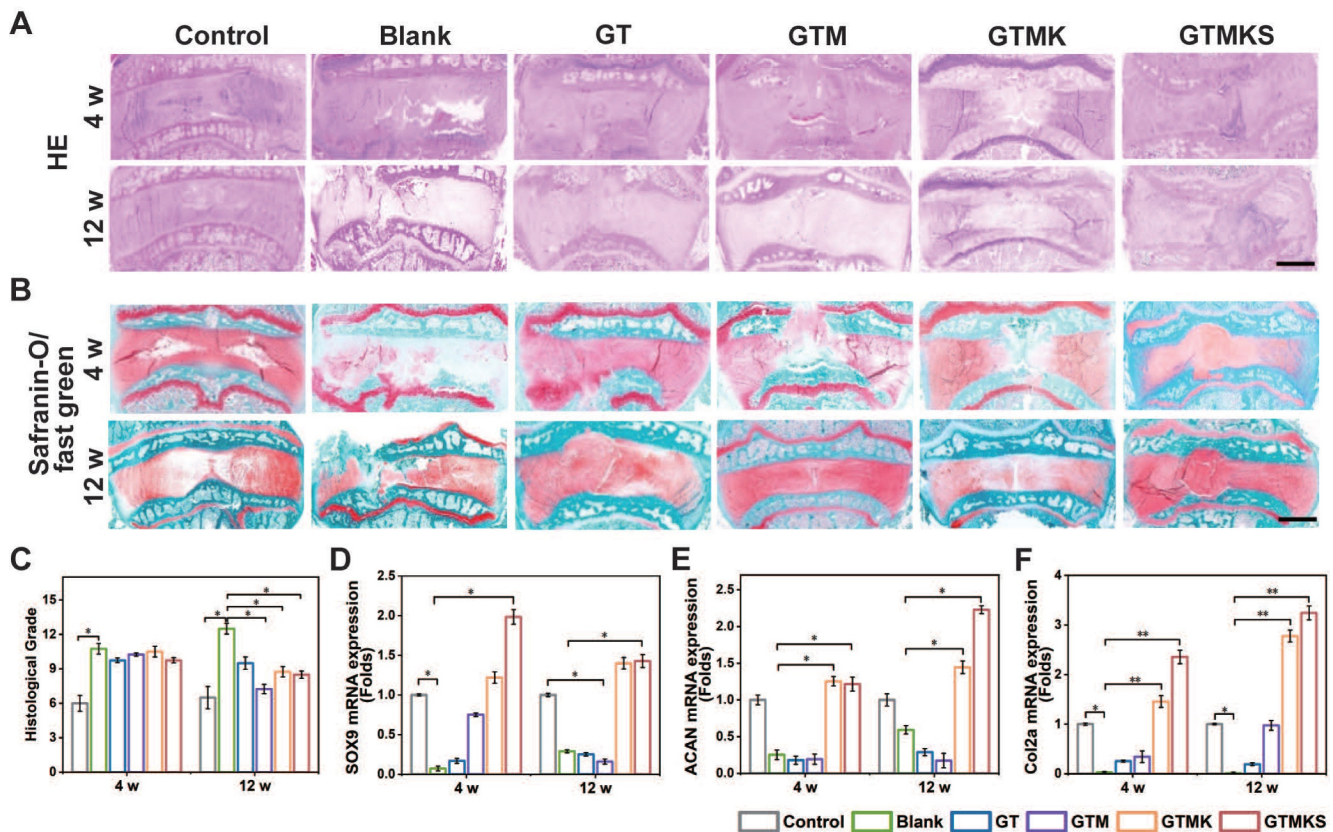 A
Control Blank GT GTM GTMK GTMKS
HE
4 w
12 w
B
Safranin-O/
fast green
4 w
12 w
C
Histological Grade
15
12
9
6
3
0
* * * * *
4 w 12 w
D
SOX9 mRNA expression
(Folds)
2.5
2.0
1.5
1.0
0.5
0.0
* * * *
4 w 12 w
E
ACAN mRNA expression
(Folds)
2.5
2.0
1.5
1.0
0.5
0.0
* * * *
4 w 12 w
F
Col2a mRNA expression
(Folds)
4
3
2
1
0
* ** ** * ** **
4 w 12 w
Control Blank GT GTM GTMK GTMKS